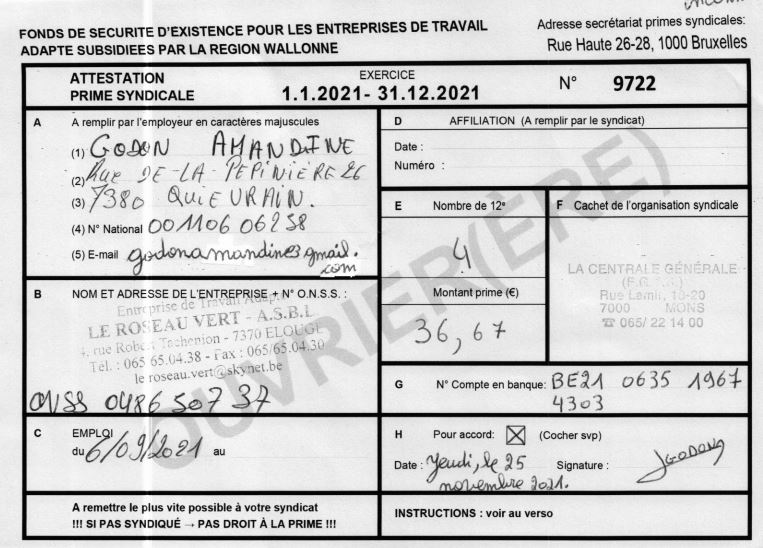 FONDS DE SECURITE D'EXISTENCE POUR LES ENTREPRISES DE TRAVAIL
ADAPTE SUBSIDIEES PAR LA REGION WALLONNE
Adresse secrétariat primes syndicales:
Rue Haute 26-28, 1000 Bruxelles
ATTESTATION
PRIME SYNDICALE
EXERCICE
1.1.2021- 31.12.2021
N° 9722
A A remplir par l'employeur en caractères majuscules
(1) GODON AMANDINE
(2) Rue DE-LA-PEPINIERE 26
(3) 7380 QUIEVRAIN.
(4) N° National 001106 06258
(5) E-mail godonamandine@gmail.
com
B NOM ET ADRESSE DE L'ENTREPRISE + N° O.N.S.S. :
Entreprise de Travail Adapté
LE ROSEAU VERT - A.S.B.L
4, rue Robert Tachenion - 7370 ELOUGE
Tél. : 065 65.04.38 - Fax : 065/65.04.30
le roseau.vert@skynet.be
ONSS 0486 507 37
C EMPLOI
du 6/09/2021 au
A remettre le plus vite possible à votre syndicat
!!! SI PAS SYNDIQUÉ → PAS DROIT À LA PRIME !!!
D AFFILIATION (A remplir par le syndicat)
Date :
Numéro :
E Nombre de 12e
4
Montant prime (€)
36,67
F Cachet de l'organisation syndicale
LA CENTRALE GÉNÉRALE
(F.G.T.B.)
Rue Lamir, 18-20
7000 MONS
☎ 065/ 22 14 00
G N° Compte en banque: BE21 0635 1967
4303
H Pour accord: ☒ (Cocher svp)
Date : Jeudi, le 25
novembre 2021.
Signature : JGODONA
INSTRUCTIONS : voir au verso
OUVRIER(ÈRE)